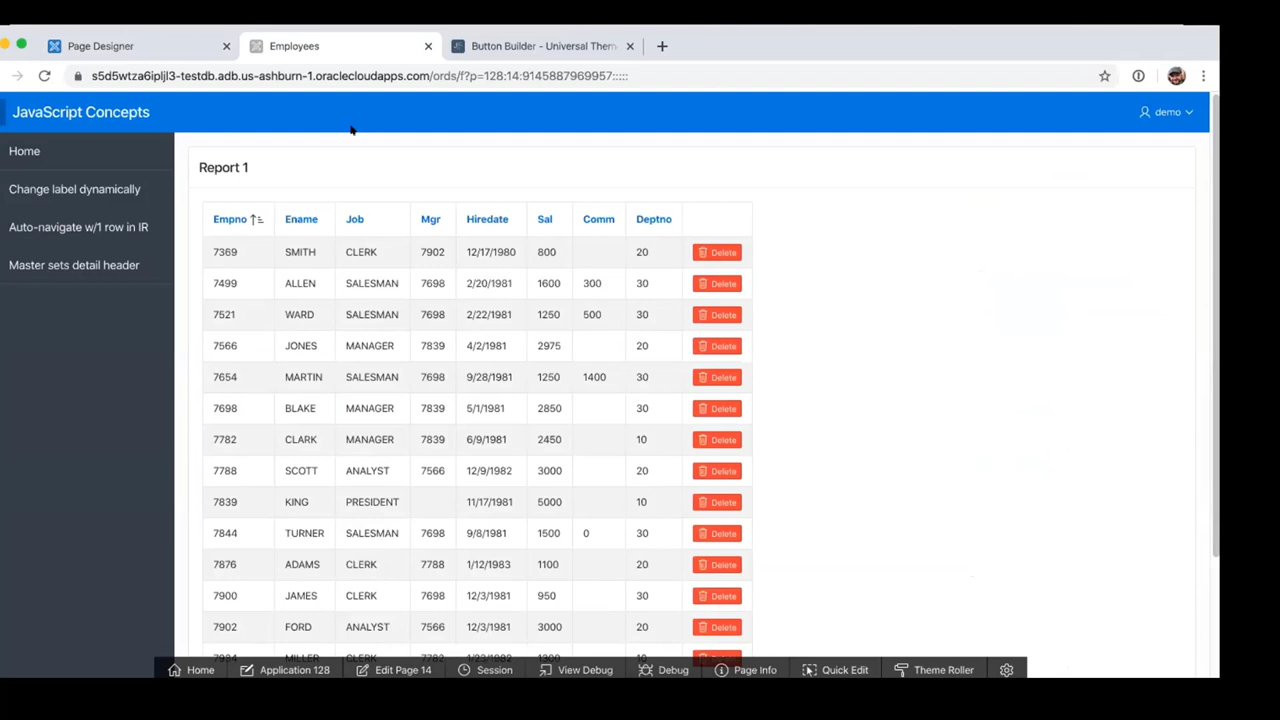 Page Designer Employees Button Builder - Universal Them
s5d5wtza6ipljl3-testdb.adb.us-ashburn-1.oraclecloudapps.com/ords/f?p=128:14:9145887969957:::::
JavaScript Concepts demo
Home
Change label dynamically
Auto-navigate w/1 row in IR
Master sets detail header
Report 1
Empno Ename Job Mgr Hiredate Sal Comm Deptno
7369 SMITH CLERK 7902 12/17/1980 800 20 Delete
7499 ALLEN SALESMAN 7698 2/20/1981 1600 300 30 Delete
7521 WARD SALESMAN 7698 2/22/1981 1250 500 30 Delete
7566 JONES MANAGER 7839 4/2/1981 2975 20 Delete
7654 MARTIN SALESMAN 7698 9/28/1981 1250 1400 30 Delete
7698 BLAKE MANAGER 7839 5/1/1981 2850 30 Delete
7782 CLARK MANAGER 7839 6/9/1981 2450 10 Delete
7788 SCOTT ANALYST 7566 12/9/1982 3000 20 Delete
7839 KING PRESIDENT 11/17/1981 5000 10 Delete
7844 TURNER SALESMAN 7698 9/8/1981 1500 0 30 Delete
7876 ADAMS CLERK 7788 1/12/1983 1100 20 Delete
7900 JAMES CLERK 7698 12/3/1981 950 30 Delete
7902 FORD ANALYST 7566 12/3/1981 3000 20 Delete
7934 MILLER CLERK 7782 1/23/1982 1300 10
Home Application 128 Edit Page 14 Session View Debug Debug Page Info Quick Edit Theme Roller